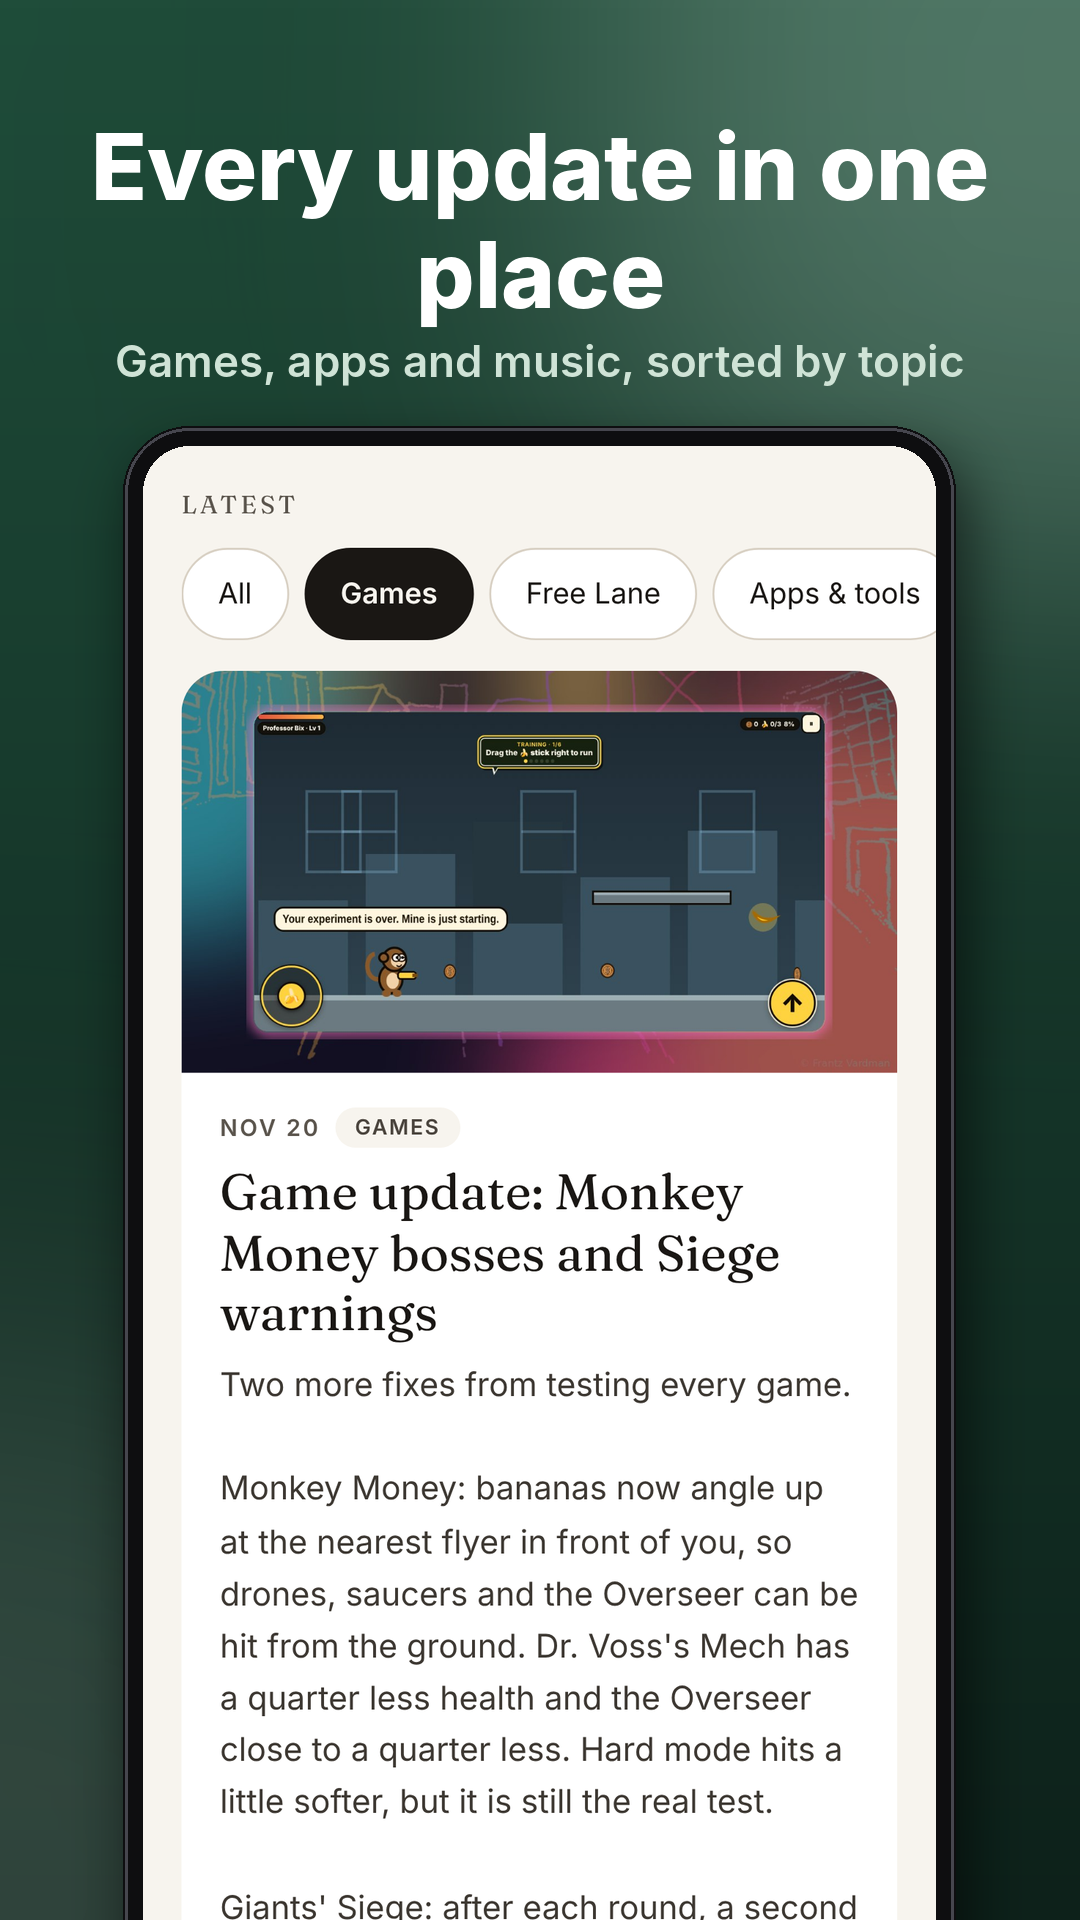 Every update in one
place
Games, apps and music, sorted by topic
LATEST
All
Games
Free Lane
Apps & tools
Professor Bix · Lv 1
0 0/3 8%
TRAINING · 1/6
Drag the stick right to run
Your experiment is over. Mine is just starting.
NOV 20
GAMES
Game update: Monkey
Money bosses and Siege
warnings
Two more fixes from testing every game.
Monkey Money: bananas now angle up
at the nearest flyer in front of you, so
drones, saucers and the Overseer can be
hit from the ground. Dr. Voss's Mech has
a quarter less health and the Overseer
close to a quarter less. Hard mode hits a
little softer, but it is still the real test.
Giants' Siege: after each round, a second